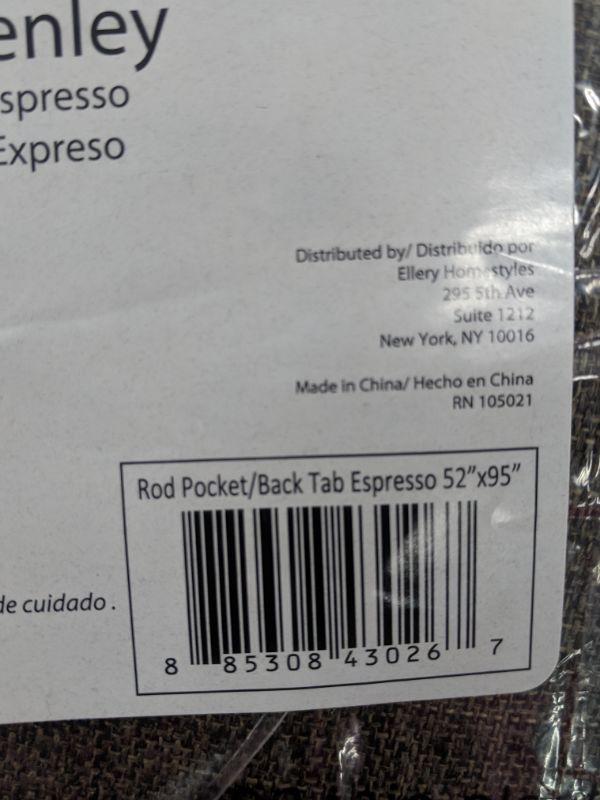 enley
spresso
Expreso
Distributed by/ Distribuido por
Ellery Homestyles
295 5th Ave
Suite 1212
New York, NY 10016
Made in China/ Hecho en China
RN 105021
Rod Pocket/Back Tab Espresso 52"x95"
de cuidado .
8 85308 43026 7